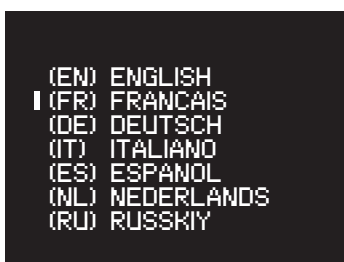 (EN) ENGLISH
(FR) FRANCAIS
(DE) DEUTSCH
(IT) ITALIANO
(ES) ESPANOL
(NL) NEDERLANDS
(RU) RUSSKIY